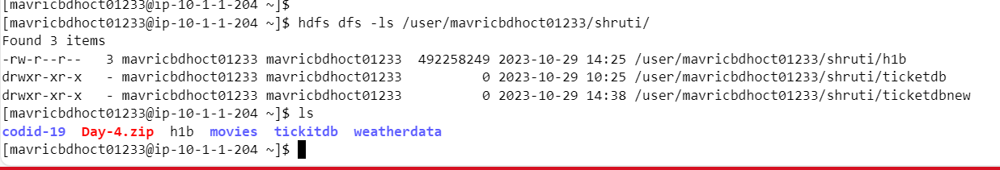 [mavricbdhoct01233@ip-10-1-1-204 ~]$
[mavricbdhoct01233@ip-10-1-1-204 ~]$ hdfs dfs -ls /user/mavricbdhoct01233/shruti/
Found 3 items
-rw-r--r--   3 mavricbdhoct01233 mavricbdhoct01233  492258249 2023-10-29 14:25 /user/mavricbdhoct01233/shruti/h1b
drwxr-xr-x   - mavricbdhoct01233 mavricbdhoct01233          0 2023-10-29 10:25 /user/mavricbdhoct01233/shruti/ticketdb
drwxr-xr-x   - mavricbdhoct01233 mavricbdhoct01233          0 2023-10-29 14:38 /user/mavricbdhoct01233/shruti/ticketdbnew
[mavricbdhoct01233@ip-10-1-1-204 ~]$ ls
codid-19  Day-4.zip  h1b  movies  tickitdb  weatherdata
[mavricbdhoct01233@ip-10-1-1-204 ~]$